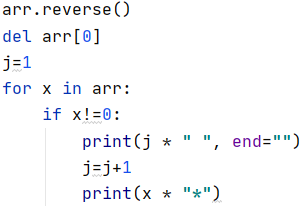 arr.reverse()
del arr[0]
j=1
for x in arr:
    if x!=0:
        print(j * " ", end="")
        j=j+1
        print(x * "*")